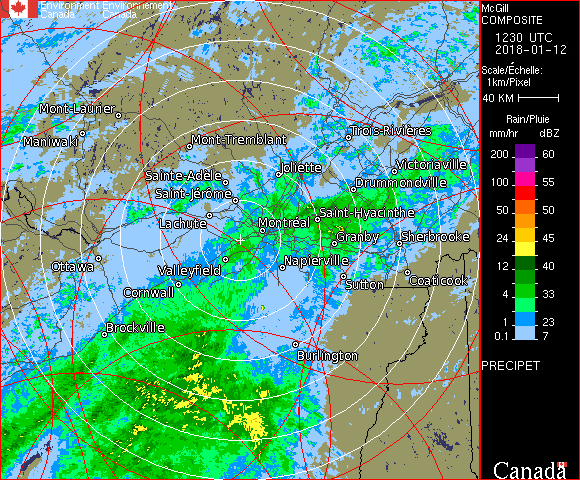 Environment Environnement
Canada Canada
McGill
COMPOSITE
1230 UTC
2018-01-12
Scale/Échelle:
1km/Pixel
40 KM
Rain/Pluie
mm/hr dBZ
200 60
100 55
50 50
24 45
12 40
4 33
1 23
0.1 7
PRECIPET
Canada
Mont-Laurier
Maniwaki
Mont-Tremblant
Trois-Rivières
Sainte-Adèle
Joliette
Victoriaville
Saint-Jérôme
Drummondville
Lachute
Montréal
Saint-Hyacinthe
Granby
Sherbrooke
Ottawa
Valleyfield
Napierville
Cornwall
Sutton
Coaticook
Brockville
Burlington